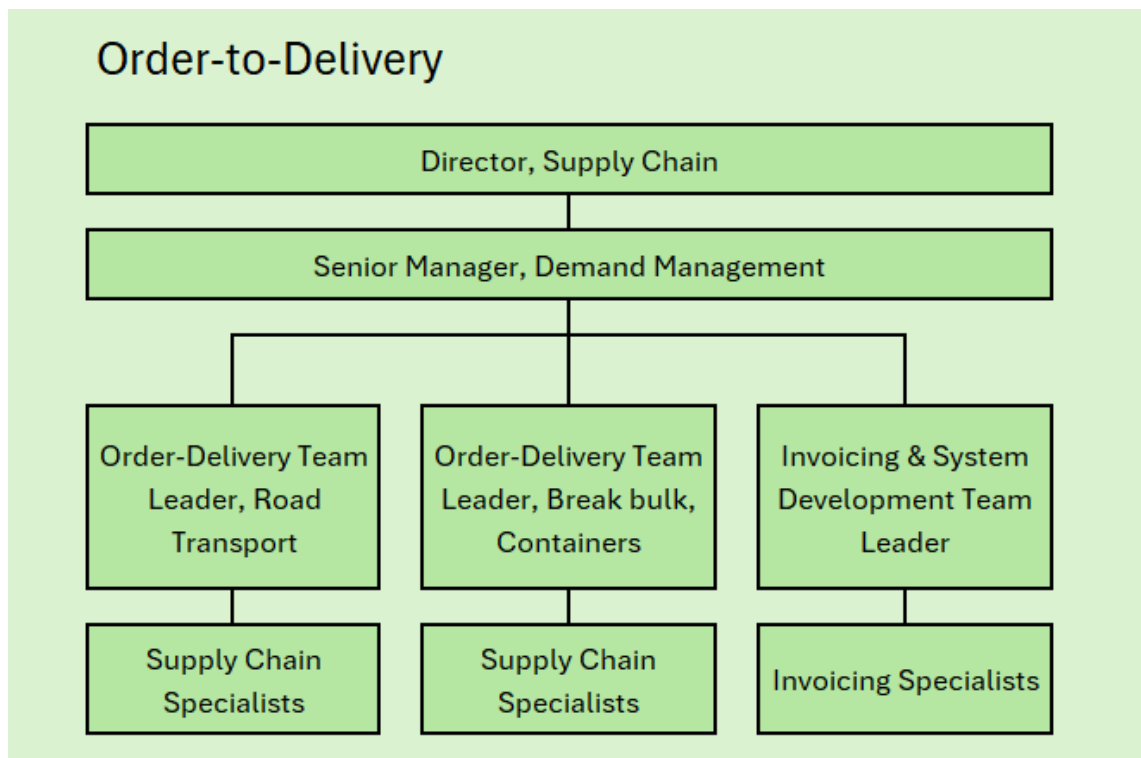 Order-to-Delivery
Director, Supply Chain
Senior Manager, Demand Management
Order-Delivery Team
Leader, Road
Transport
Order-Delivery Team
Leader, Break bulk,
Containers
Invoicing & System
Development Team
Leader
Supply Chain
Specialists
Supply Chain
Specialists
Invoicing Specialists